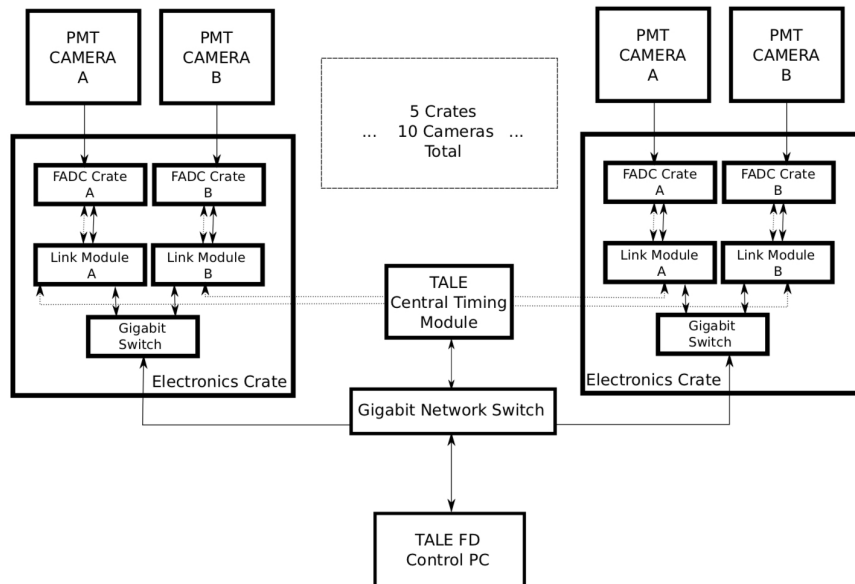 PMT
CAMERA
A
PMT
CAMERA
B
5 Crates
... 10 Cameras ...
Total
PMT
CAMERA
A
PMT
CAMERA
B
FADC Crate
A
FADC Crate
B
Link Module
A
Link Module
B
Gigabit
Switch
Electronics Crate
TALE
Central Timing
Module
FADC Crate
A
FADC Crate
B
Link Module
A
Link Module
B
Gigabit
Switch
Electronics Crate
Gigabit Network Switch
TALE FD
Control PC